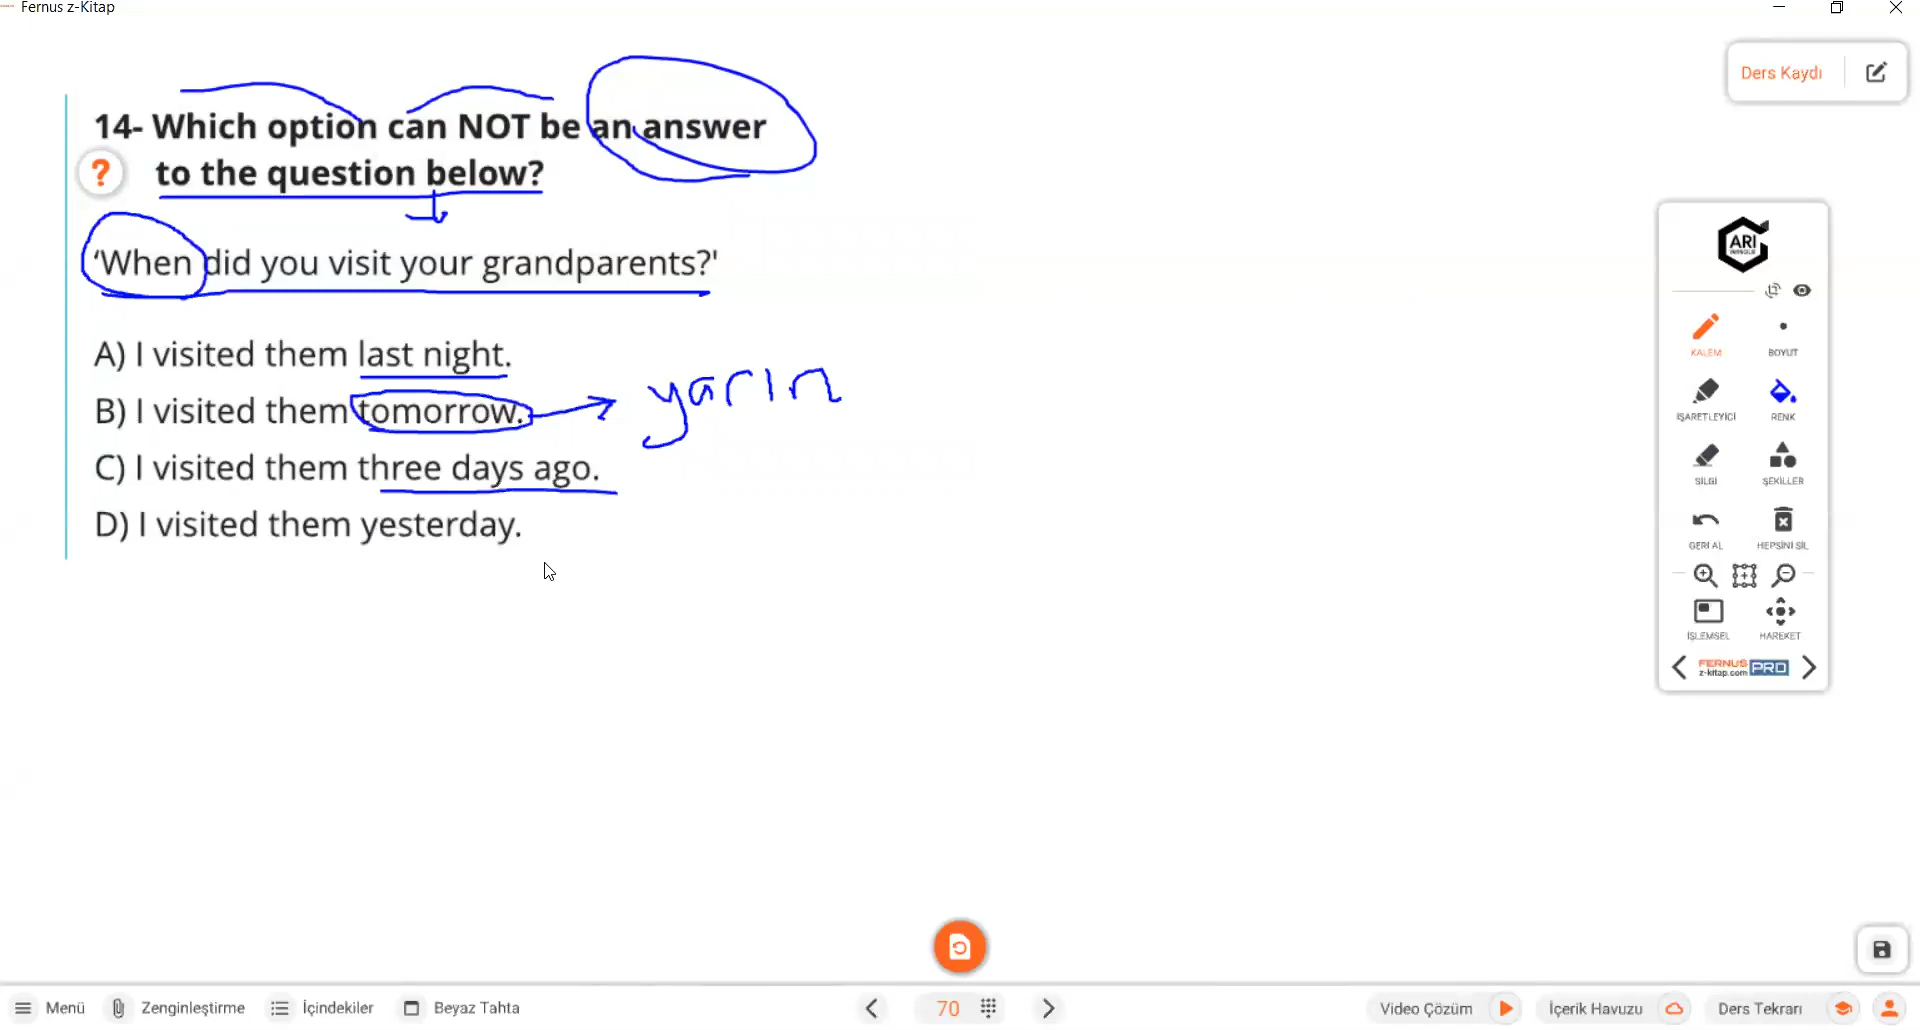 Fernus z-Kitap
Ders Kaydı
14- Which option can NOT be an answer
to the question below?
'When did you visit your grandparents?'
A) I visited them last night.
B) I visited them tomorrow.
yarın
C) I visited them three days ago.
D) I visited them yesterday.
ARI
KALEM
BOYUT
İŞARETLEYİCİ
RENK
SİLGİ
ŞEKİLLER
GERİ AL
HEPSİNİ SİL
İŞLEMSEL
HAREKET
FERNUS PRO
z-kitap.com
Menü
Zenginleştirme
İçindekiler
Beyaz Tahta
70
Video Çözüm
İçerik Havuzu
Ders Tekrarı